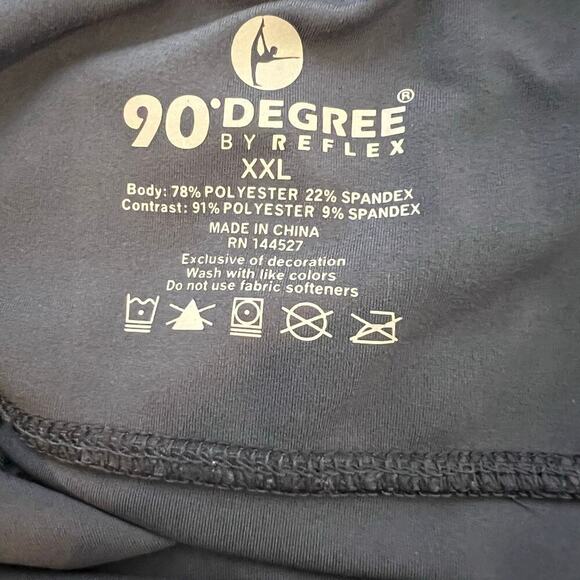 90°DEGREE®
BY REFLEX
XXL
Body: 78% POLYESTER 22% SPANDEX
Contrast: 91% POLYESTER 9% SPANDEX
MADE IN CHINA
RN 144527
Exclusive of decoration
Wash with like colors
Do not use fabric softeners